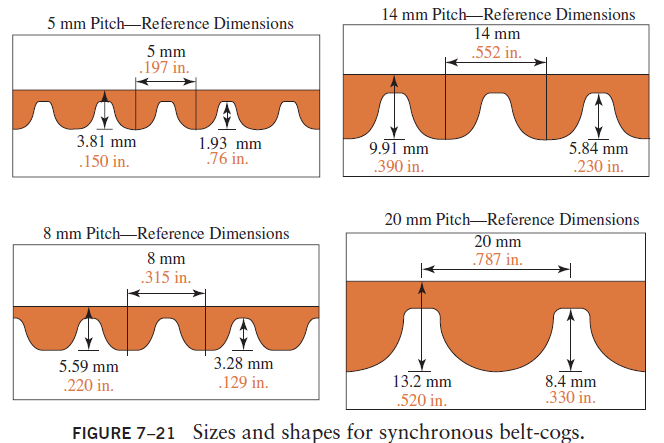 5 mm Pitch—Reference Dimensions
5 mm
.197 in.
3.81 mm
.150 in.
1.93 mm
.76 in.
14 mm Pitch—Reference Dimensions
14 mm
.552 in.
9.91 mm
.390 in.
5.84 mm
.230 in.
8 mm Pitch—Reference Dimensions
8 mm
.315 in.
5.59 mm
.220 in.
3.28 mm
.129 in.
20 mm Pitch—Reference Dimensions
20 mm
.787 in.
13.2 mm
.520 in.
8.4 mm
.330 in.
FIGURE 7–21 Sizes and shapes for synchronous belt-cogs.